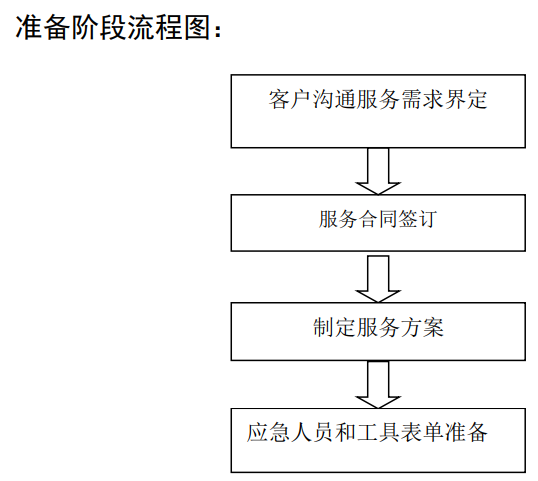 准备阶段流程图：
客户沟通服务需求界定
服务合同签订
制定服务方案
应急人员和工具表单准备